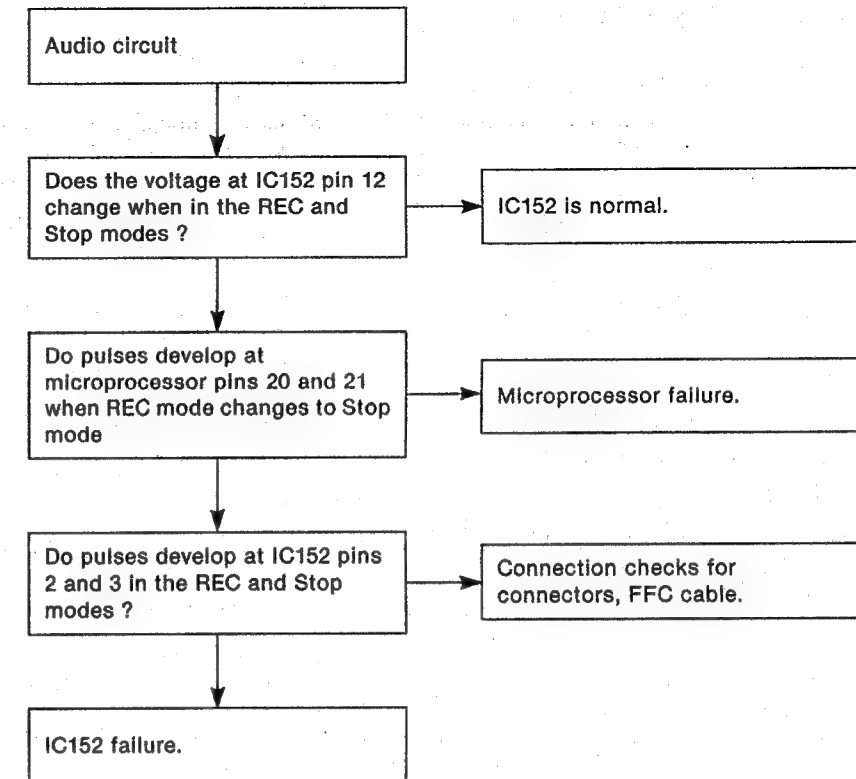 Audio circuit
Does the voltage at IC152 pin 12
change when in the REC and
Stop modes ?
IC152 is normal.
Do pulses develop at
microprocessor pins 20 and 21
when REC mode changes to Stop
mode
Microprocessor failure.
Do pulses develop at IC152 pins
2 and 3 in the REC and Stop
modes ?
Connection checks for
connectors, FFC cable.
IC152 failure.